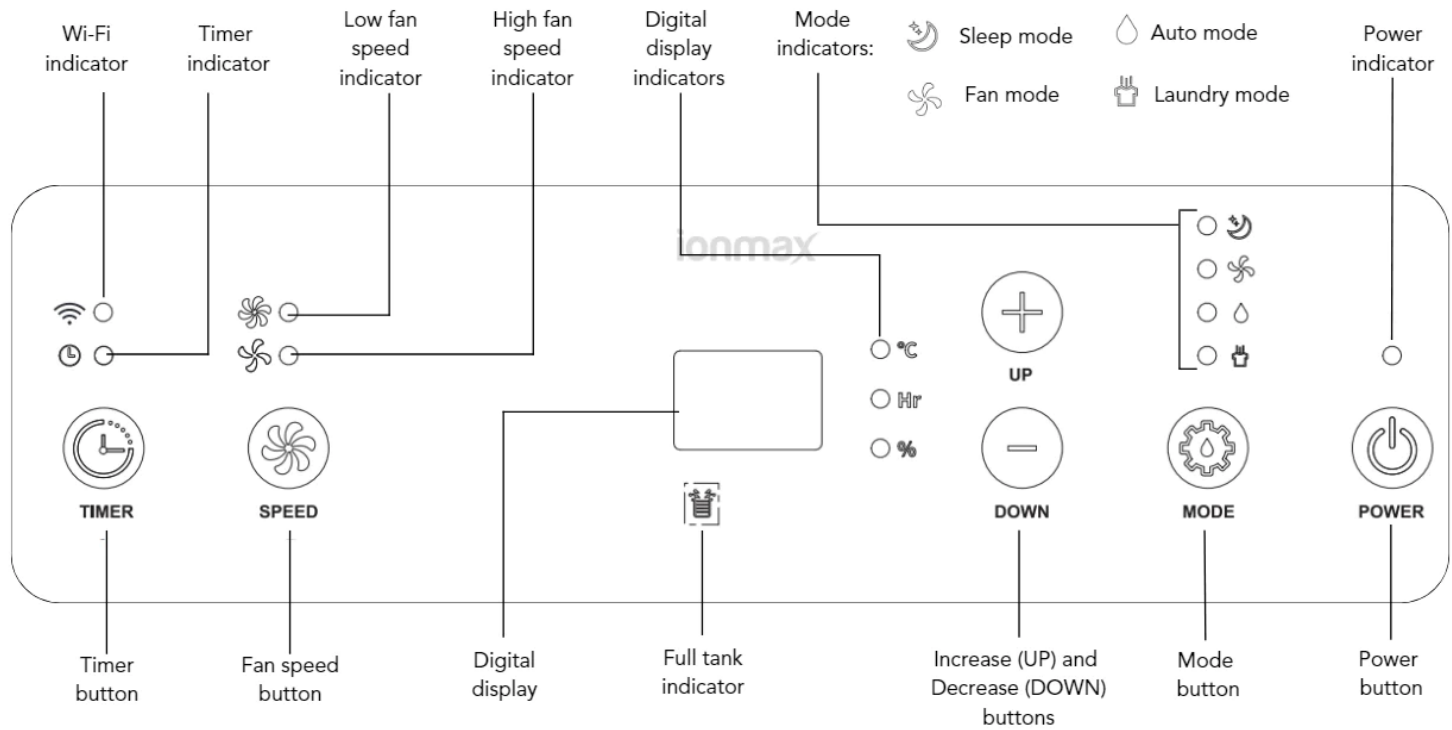 Wi-Fi
indicator
Timer
indicator
Low fan
speed
indicator
High fan
speed
indicator
Digital
display
indicators
Mode
indicators:
Sleep mode
Auto mode
Fan mode
Laundry mode
Power
indicator
ionmax
°C
Hr
%
UP
TIMER
SPEED
DOWN
MODE
POWER
Timer
button
Fan speed
button
Digital
display
Full tank
indicator
Increase (UP) and
Decrease (DOWN)
buttons
Mode
button
Power
button